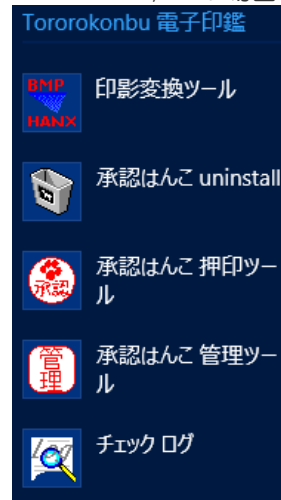 Tororokonbu 電子印鑑
BMP
HANX
印影変換ツール
承認はんこ uninstall
承認
承認はんこ 押印ツー
ル
管理
承認はんこ 管理ツー
ル
チェック ログ